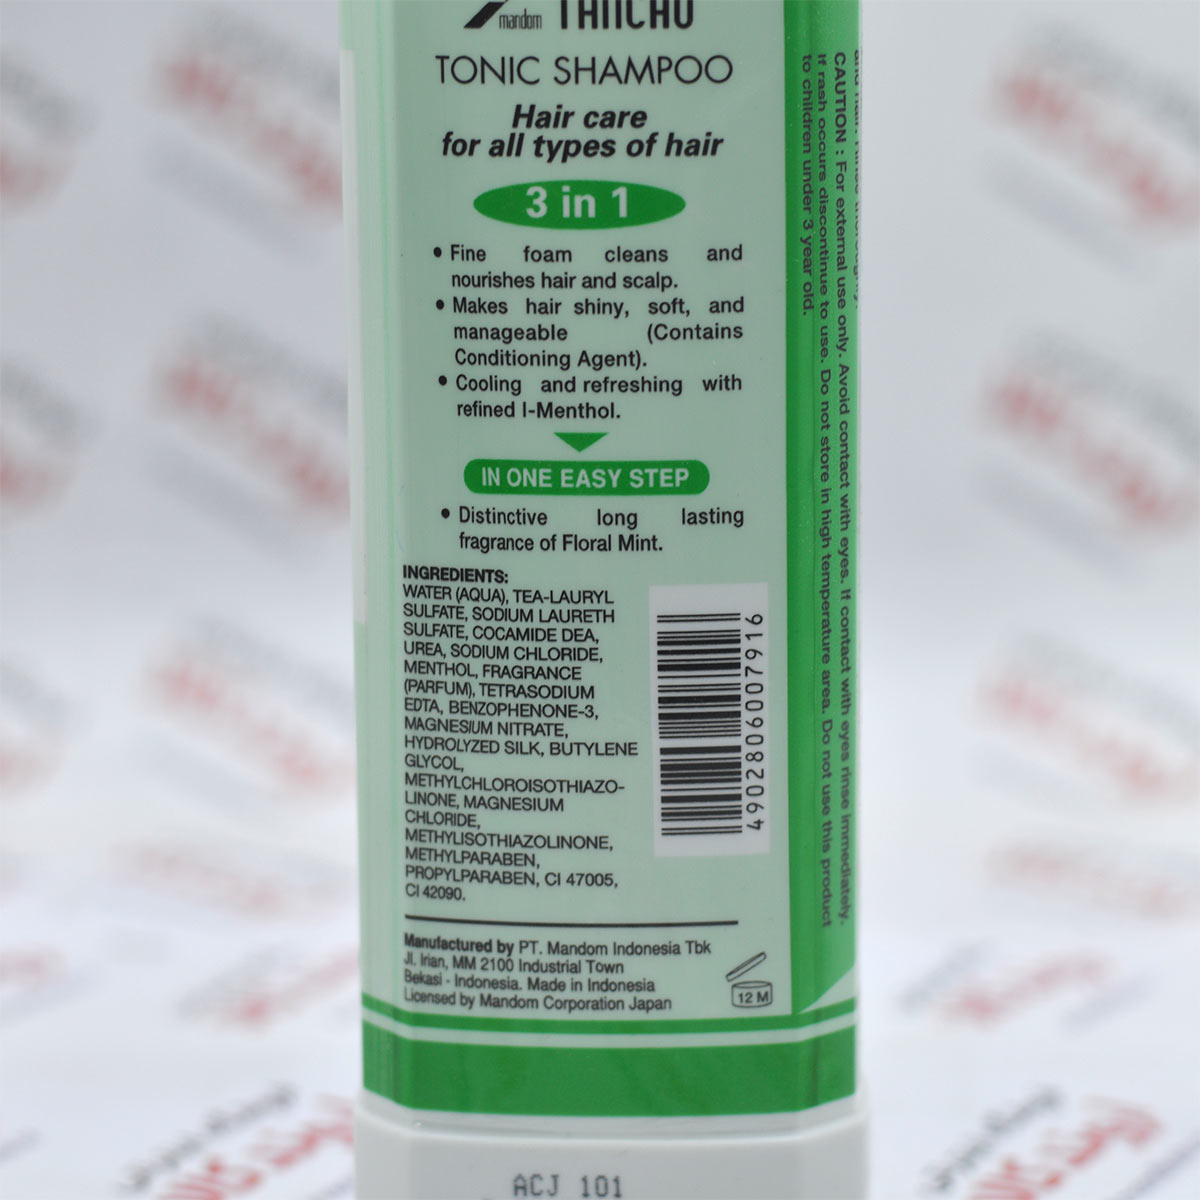 mandom TANCHO
TONIC SHAMPOO
Hair care
for all types of hair
3 in 1
• Fine foam cleans and
nourishes hair and scalp.
• Makes hair shiny, soft, and
manageable (Contains
Conditioning Agent).
• Cooling and refreshing with
refined l-Menthol.
IN ONE EASY STEP
• Distinctive long lasting
fragrance of Floral Mint.
INGREDIENTS:
WATER (AQUA), TEA-LAURYL
SULFATE, SODIUM LAURETH
SULFATE, COCAMIDE DEA,
UREA, SODIUM CHLORIDE,
MENTHOL, FRAGRANCE
(PARFUM), TETRASODIUM
EDTA, BENZOPHENONE-3,
MAGNESIUM NITRATE,
HYDROLYZED SILK, BUTYLENE
GLYCOL,
METHYLCHLOROISOTHIAZO-
LINONE, MAGNESIUM
CHLORIDE,
METHYLISOTHIAZOLINONE,
METHYLPARABEN,
PROPYLPARABEN, CI 47005,
CI 42090.
4902806007916
Manufactured by PT. Mandom Indonesia Tbk
Jl. Irian, MM 2100 Industrial Town
Bekasi - Indonesia. Made in Indonesia
Licensed by Mandom Corporation Japan
12 M
CAUTION : For external use only. Avoid contact with eyes. If contact with eyes rinse immediately.
If rash occurs discontinue to use. Do not store in high temperature area. Do not use this product
to children under 3 year old.
ACJ 101